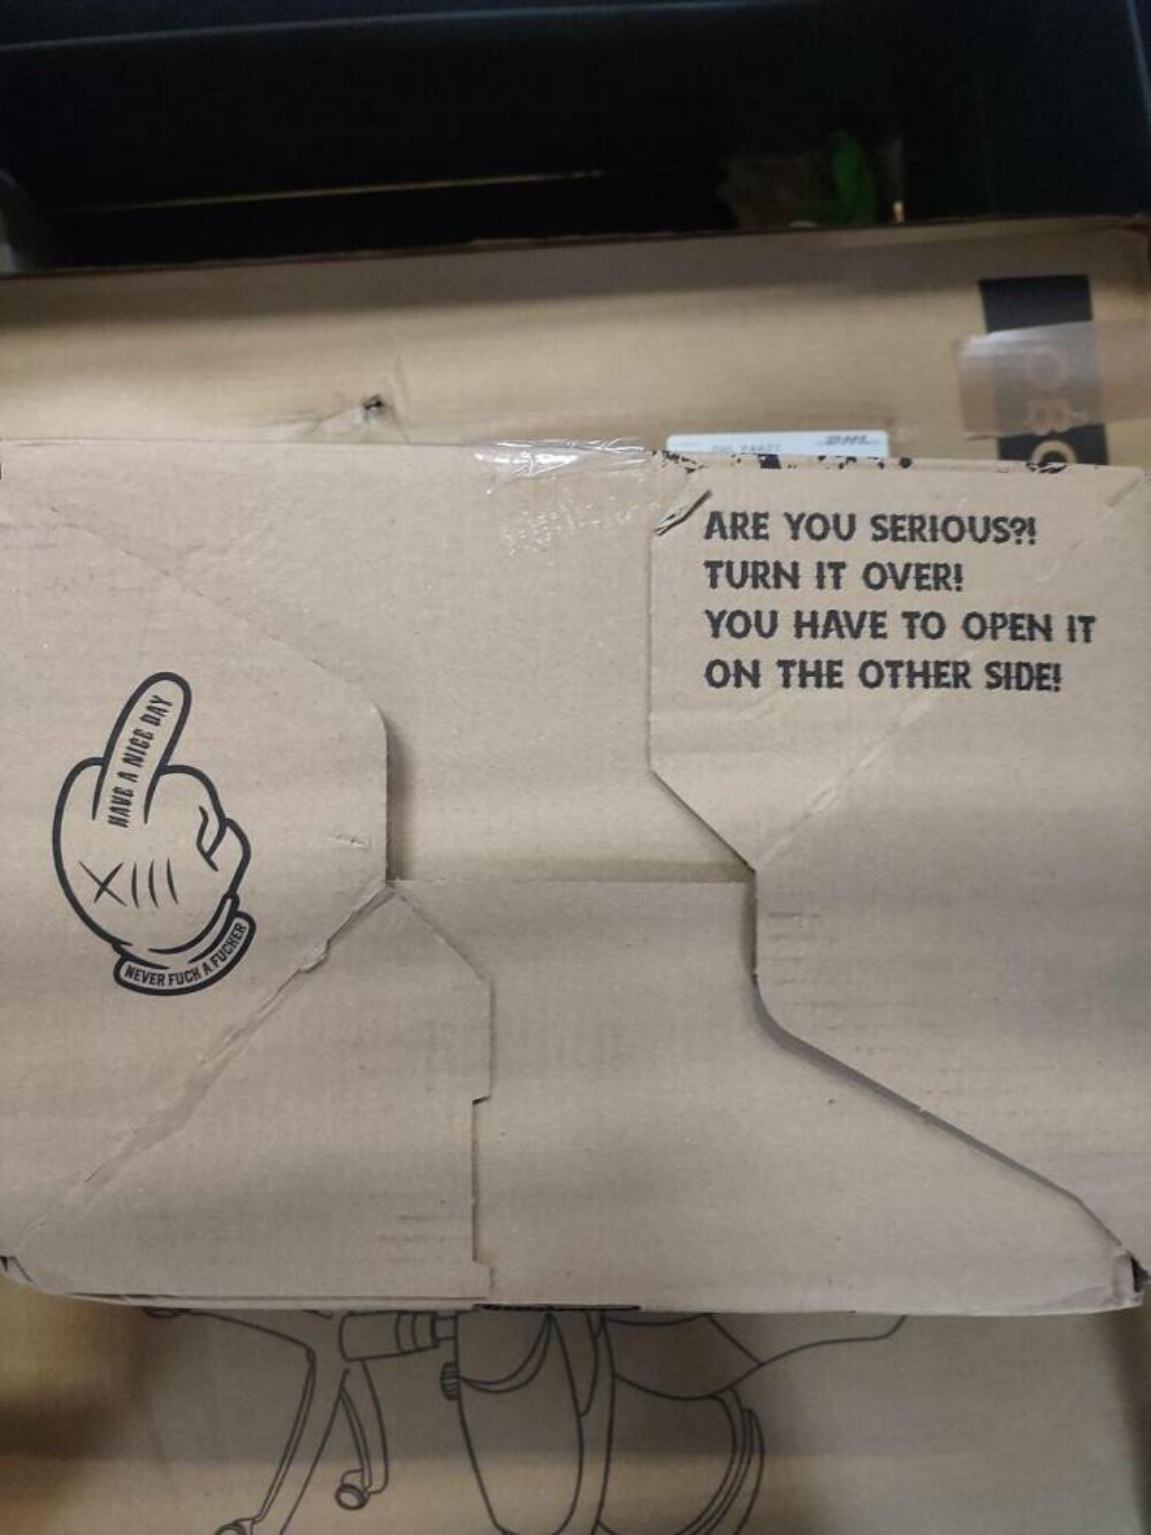 DHL
ARE YOU SERIOUS?!
TURN IT OVER!
YOU HAVE TO OPEN IT
ON THE OTHER SIDE!
HAVE A NICE DAY
XIII
NEVER FUCK A FUCKER